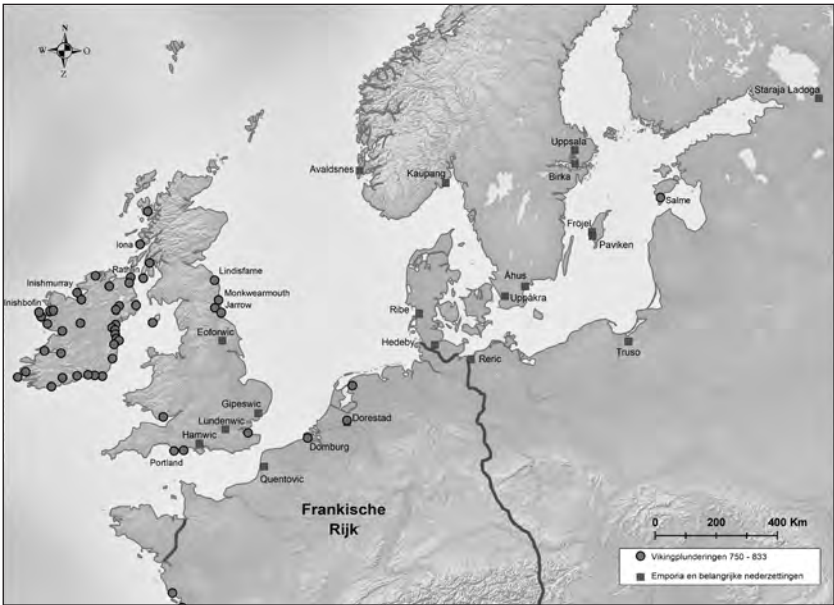 N
W O
Z
Staraja Ladoga
Uppsala
Birka
Avaldsnes
Kaupang
Salme
Fröjel
Paviken
Iona
Rathlin
Lindisfarne
Inishmurray
Monkwearmouth
Inishbofin
Jarrow
Åhus
Uppåkra
Ribe
Eoforwic
Hedeby
Reric
Truso
Gipeswic
Dorestad
Lundenwic
Hamwic
Domburg
Portland
Quentovic
Frankische
Rijk
0 200 400 Km
Vikingplunderingen 750 - 833
Emporia en belangrijke nederzettingen